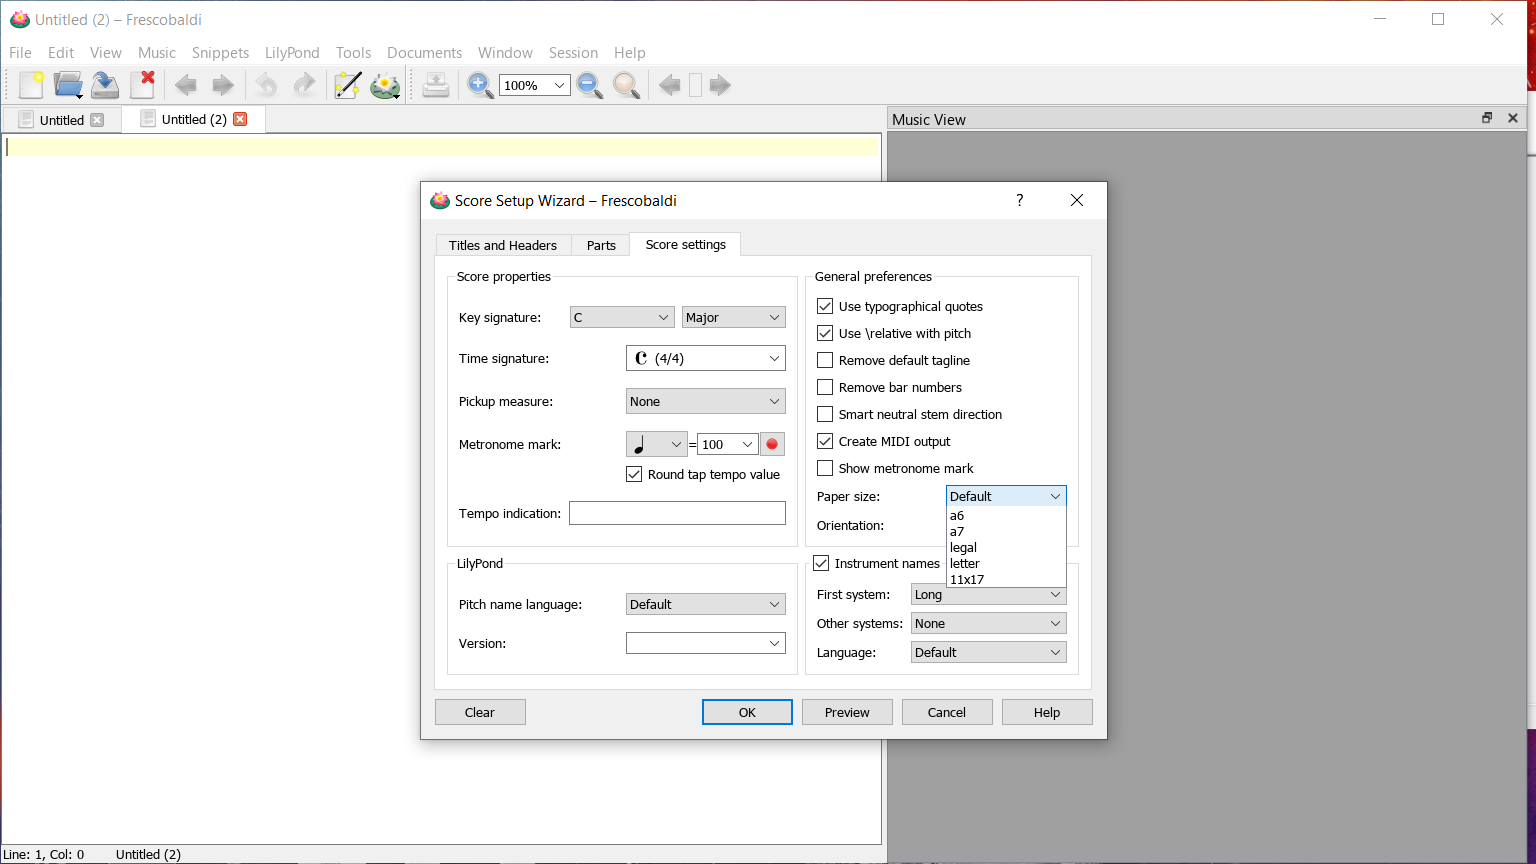 Untitled (2) – Frescobaldi
File Edit View Music Snippets LilyPond Tools Documents Window Session Help
100%
Untitled
Untitled (2)
Music View
Score Setup Wizard – Frescobaldi
?
Titles and Headers
Parts
Score settings
Score properties
Key signature:
C
Major
Time signature:
C (4/4)
Pickup measure:
None
Metronome mark:
=
100
Round tap tempo value
Tempo indication:
General preferences
Use typographical quotes
Use \relative with pitch
Remove default tagline
Remove bar numbers
Smart neutral stem direction
Create MIDI output
Show metronome mark
Paper size:
Default
a6
a7
legal
letter
11x17
Orientation:
LilyPond
Pitch name language:
Default
Version:
Instrument names
First system:
Long
Other systems:
None
Language:
Default
Clear
OK
Preview
Cancel
Help
Line: 1, Col: 0
Untitled (2)